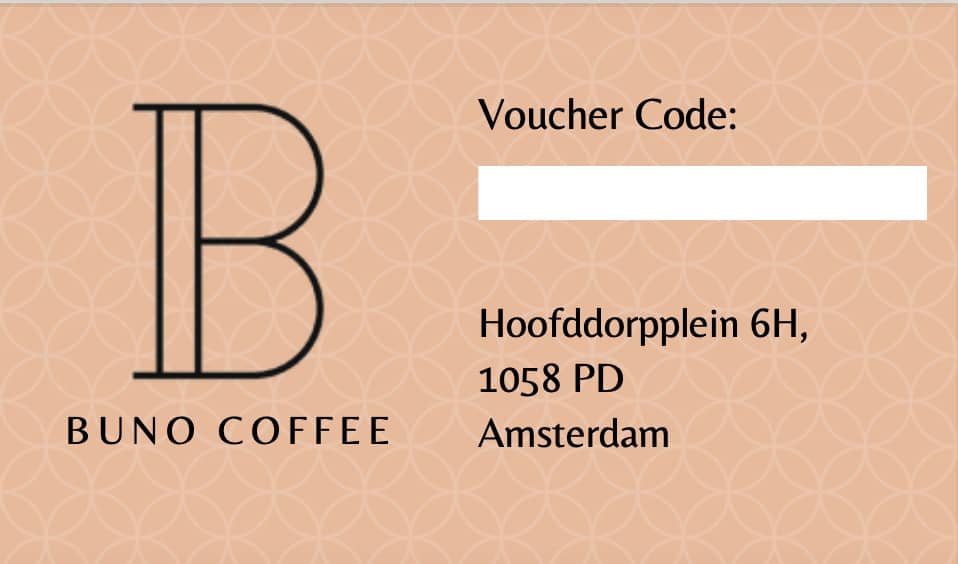 B
BUNO COFFEE
Voucher Code:
Hoofddorpplein 6H,
1058 PD
Amsterdam